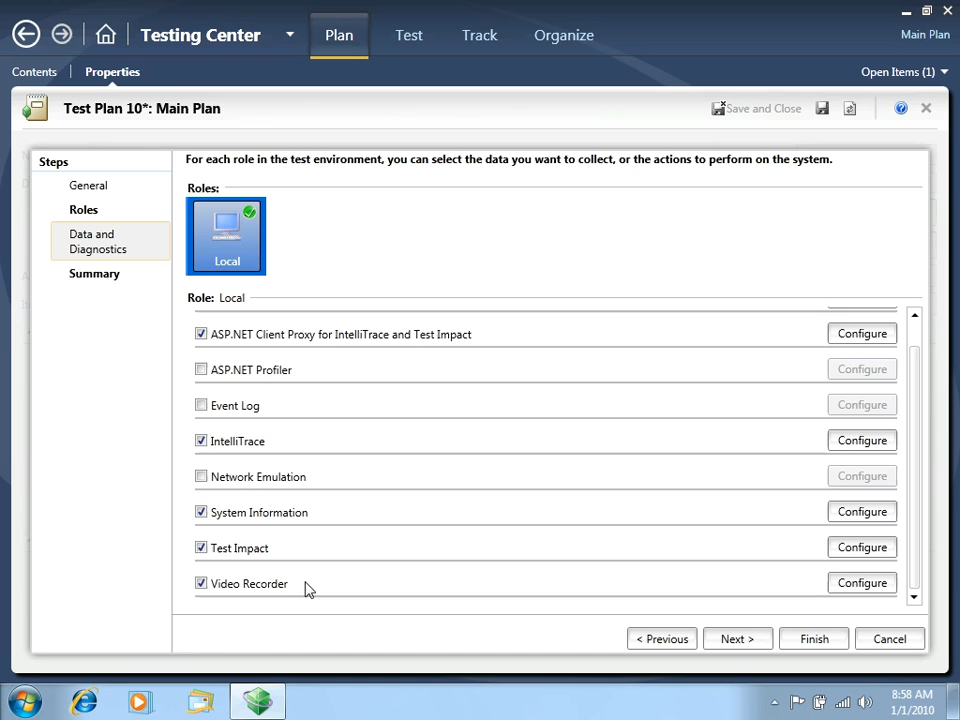 Testing Center
Plan
Test
Track
Organize
Main Plan
Contents
Properties
Open Items (1)
Test Plan 10*: Main Plan
Save and Close
Steps
General
Roles
Data and
Diagnostics
Summary
For each role in the test environment, you can select the data you want to collect, or the actions to perform on the system.
Roles:
Local
Role: Local
ASP.NET Client Proxy for IntelliTrace and Test Impact
Configure
ASP.NET Profiler
Configure
Event Log
Configure
IntelliTrace
Configure
Network Emulation
Configure
System Information
Configure
Test Impact
Configure
Video Recorder
Configure
< Previous
Next >
Finish
Cancel
8:58 AM
1/1/2010